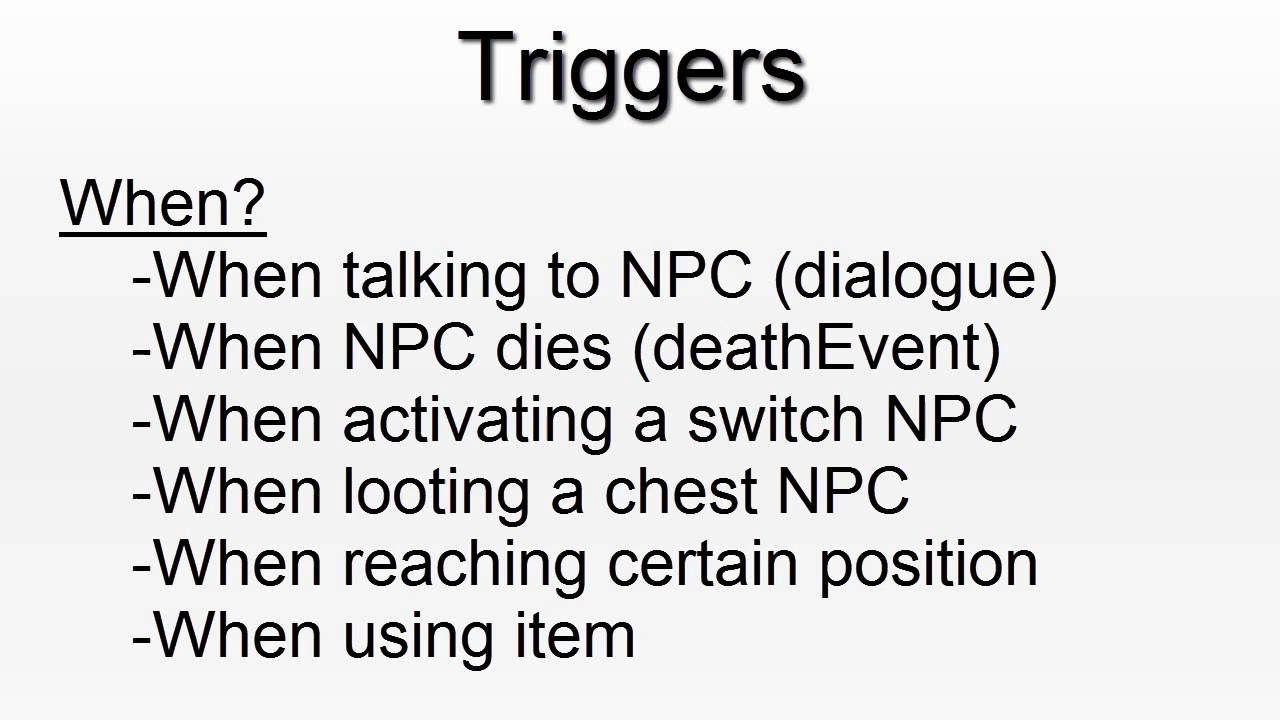 Triggers
When?
-When talking to NPC (dialogue)
-When NPC dies (deathEvent)
-When activating a switch NPC
-When looting a chest NPC
-When reaching certain position
-When using item